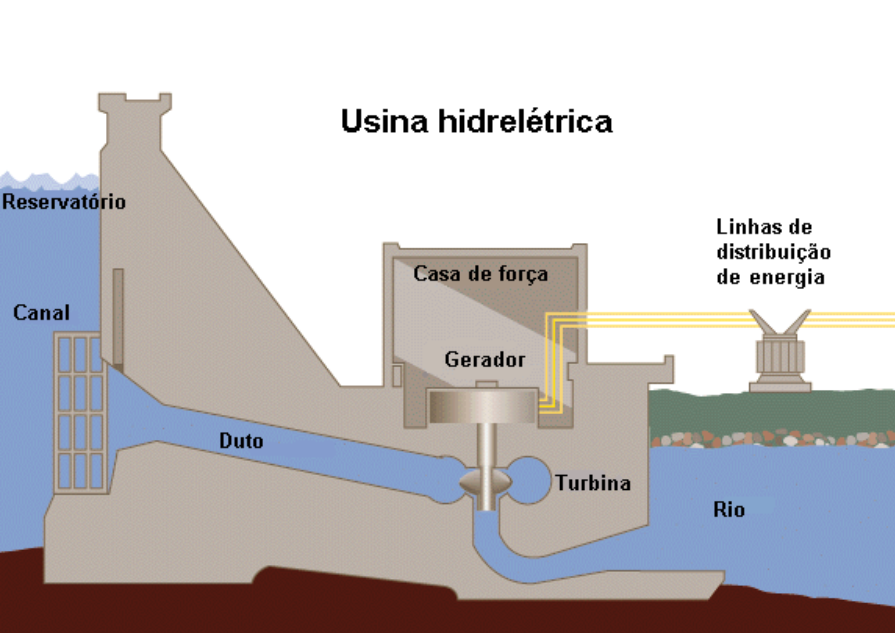 Usina hidrelétrica
Reservatório
Linhas de
distribuição
de energia
Casa de força
Canal
Gerador
Duto
Turbina
Rio